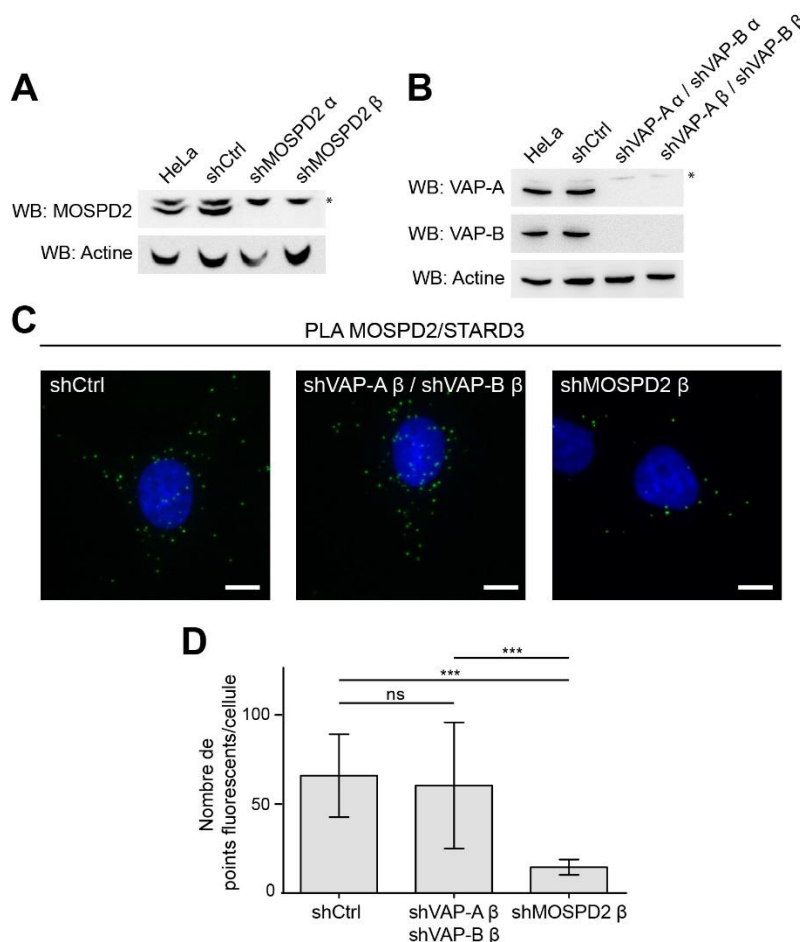 A
HeLa
shCtrl
shMOSPD2 α
shMOSPD2 β
WB: MOSPD2
*
WB: Actine
B
HeLa
shCtrl
shVAP-A α / shVAP-B α
shVAP-A β / shVAP-B β
WB: VAP-A
*
WB: VAP-B
WB: Actine
C
PLA MOSPD2/STARD3
shCtrl
shVAP-A β / shVAP-B β
shMOSPD2 β
D
***
***
ns
Nombre de
points fluorescents/cellule
100
50
0
shCtrl
shVAP-A β
shVAP-B β
shMOSPD2 β